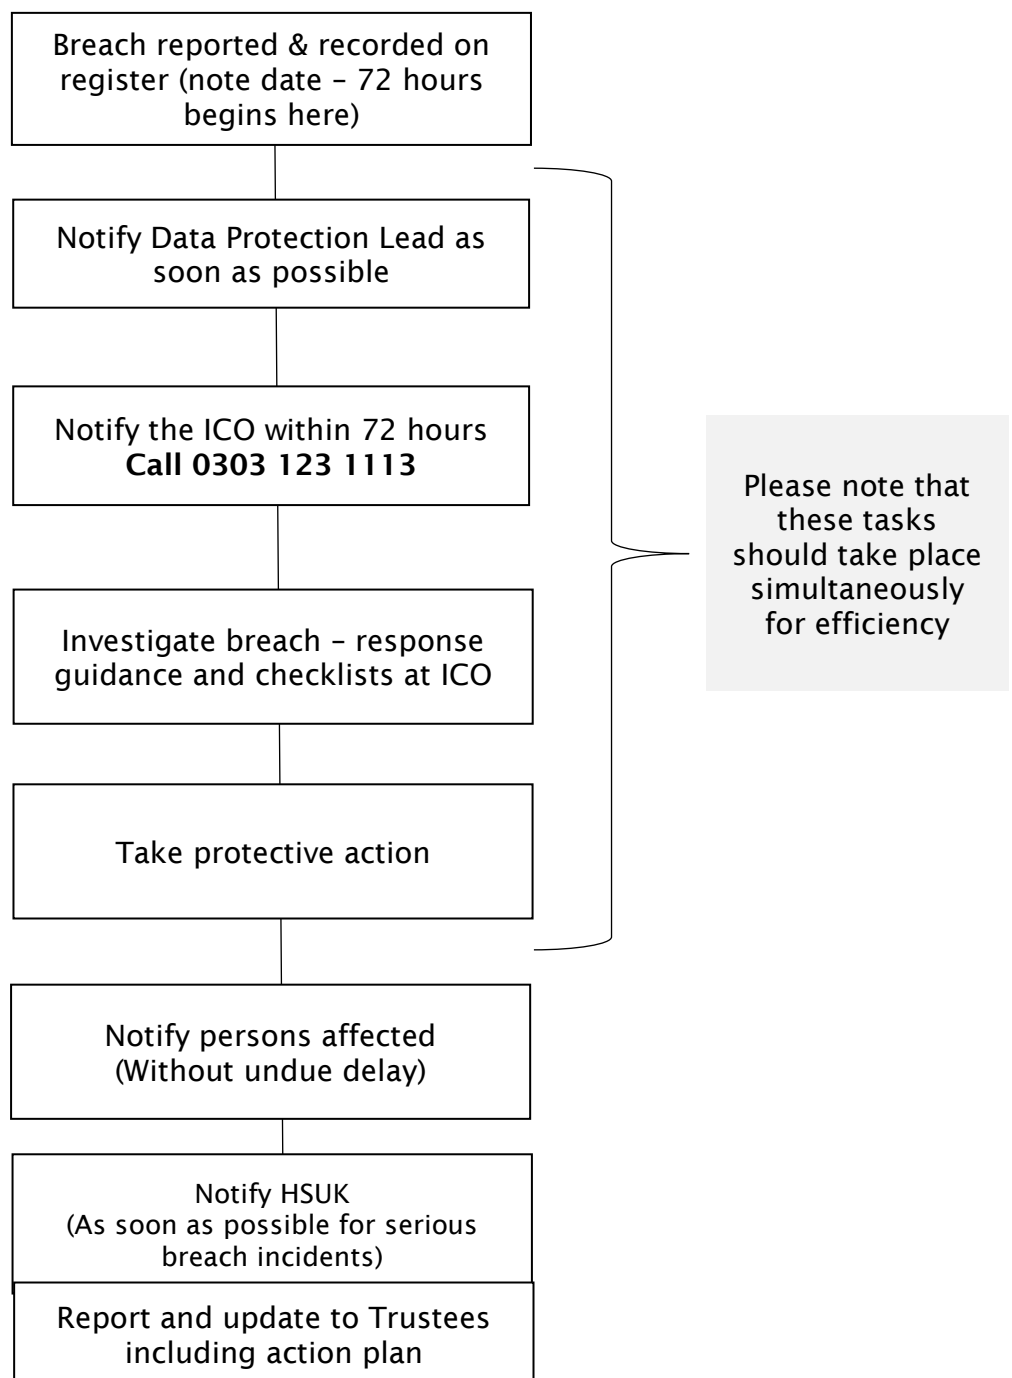 Breach reported & recorded on
register (note date – 72 hours
begins here)
Notify Data Protection Lead as
soon as possible
Notify the ICO within 72 hours
Call 0303 123 1113
Investigate breach – response
guidance and checklists at ICO
Take protective action
Please note that
these tasks
should take place
simultaneously
for efficiency
Notify persons affected
(Without undue delay)
Notify HSUK
(As soon as possible for serious
breach incidents)
Report and update to Trustees
including action plan